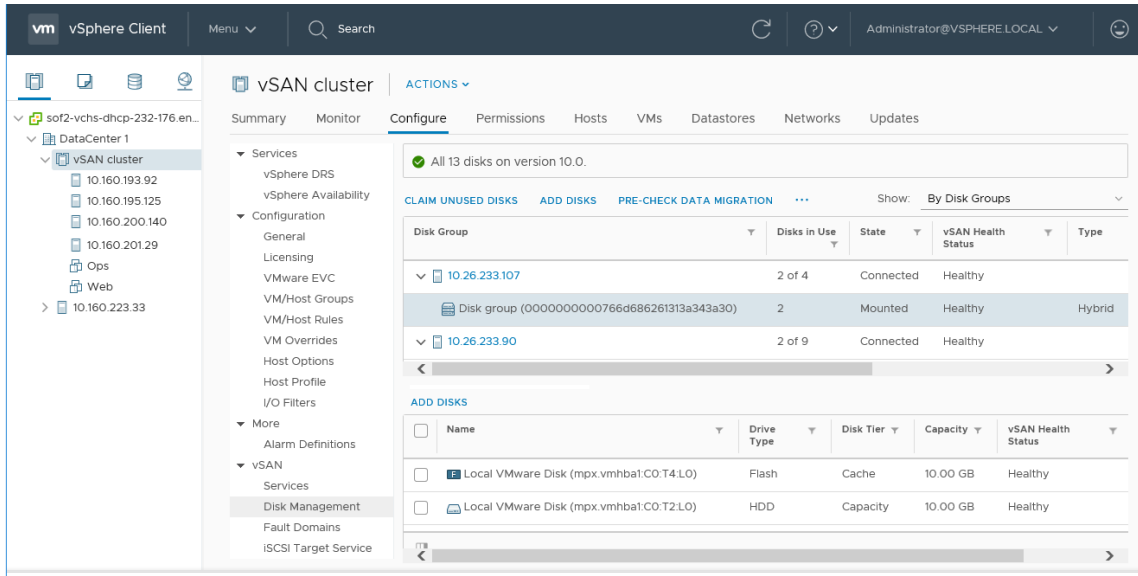 vm vSphere Client Menu Search Administrator@VSPHERE.LOCAL
sof2-vchs-dhcp-232-176.en...
DataCenter 1
vSAN cluster
10.160.193.92
10.160.195.125
10.160.200.140
10.160.201.29
Ops
Web
10.160.223.33
vSAN cluster ACTIONS
Summary Monitor Configure Permissions Hosts VMs Datastores Networks Updates
Services
vSphere DRS
vSphere Availability
Configuration
General
Licensing
VMware EVC
VM/Host Groups
VM/Host Rules
VM Overrides
Host Options
Host Profile
I/O Filters
More
Alarm Definitions
vSAN
Services
Disk Management
Fault Domains
iSCSI Target Service
All 13 disks on version 10.0.
CLAIM UNUSED DISKS ADD DISKS PRE-CHECK DATA MIGRATION ... Show: By Disk Groups
Disk Group Disks in Use State vSAN Health Status Type
10.26.233.107 2 of 4 Connected Healthy
Disk group (0000000000766d686261313a343a30) 2 Mounted Healthy Hybrid
10.26.233.90 2 of 9 Connected Healthy
ADD DISKS
Name Drive Type Disk Tier Capacity vSAN Health Status
F Local VMware Disk (mpx.vmhba1:C0:T4:L0) Flash Cache 10.00 GB Healthy
Local VMware Disk (mpx.vmhba1:C0:T2:L0) HDD Capacity 10.00 GB Healthy